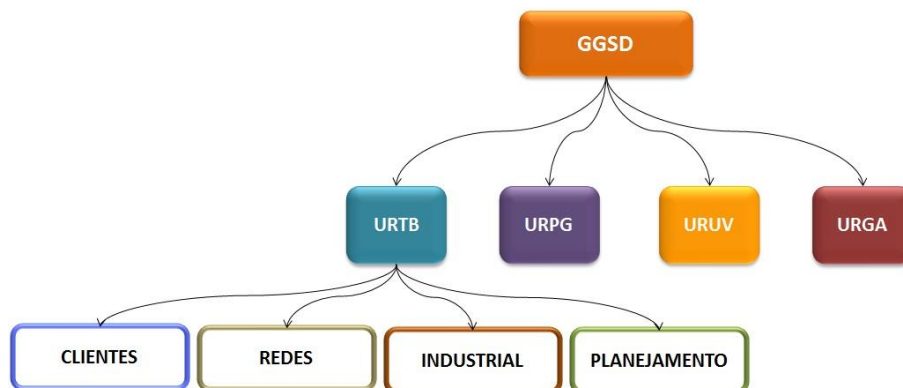 GGSD
URTB
URPG
URUV
URGA
CLIENTES
REDES
INDUSTRIAL
PLANEJAMENTO